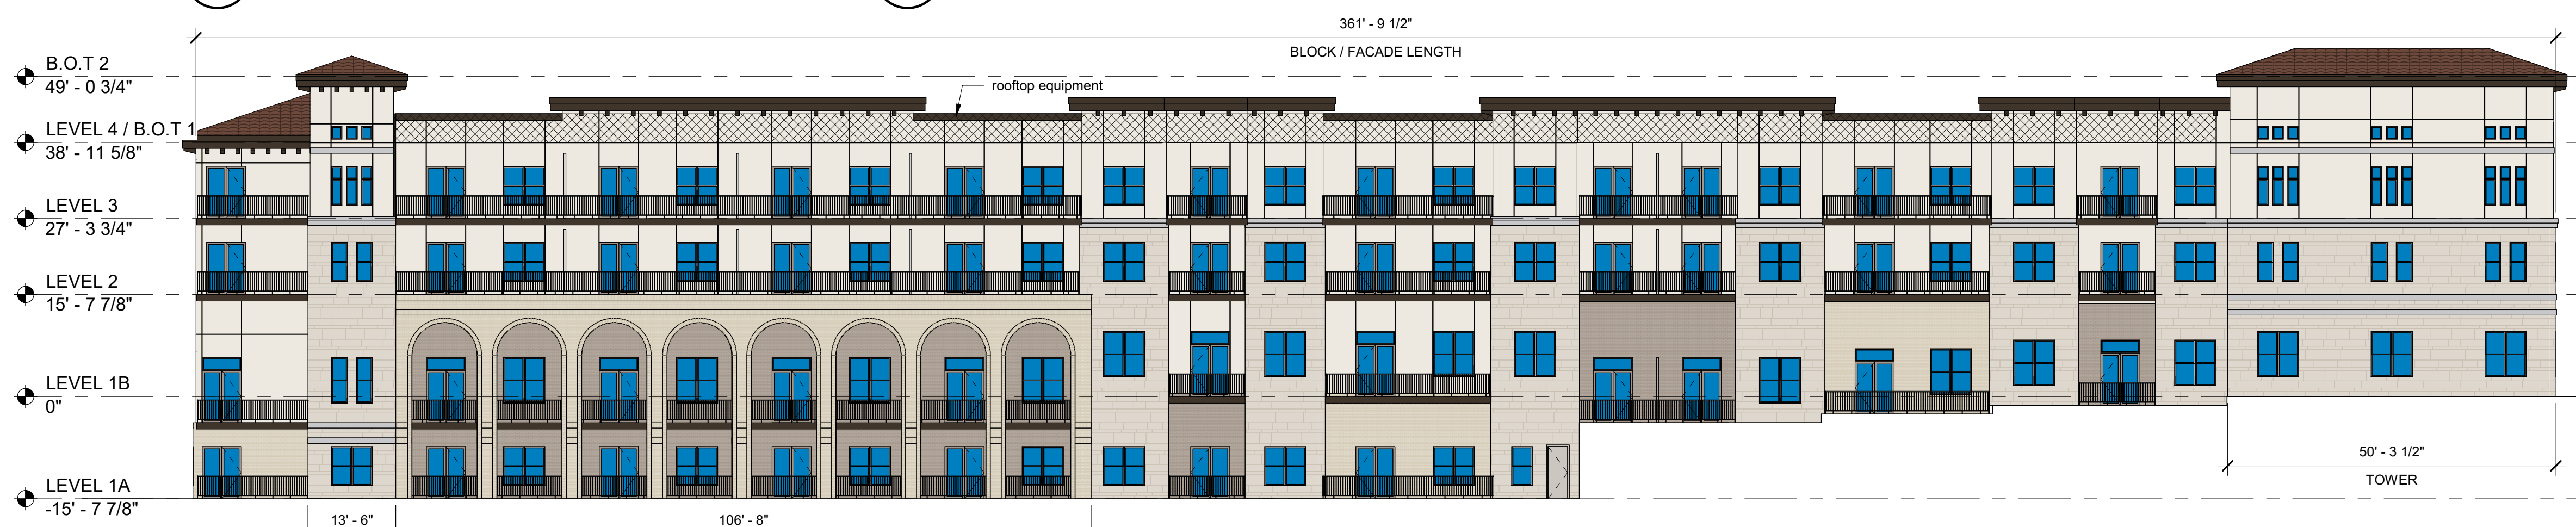 361' - 9 1/2"
BLOCK / FACADE LENGTH
B.O.T 2
49' - 0 3/4"
rooftop equipment
LEVEL 4 / B.O.T 1
38' - 11 5/8"
LEVEL 3
27' - 3 3/4"
LEVEL 2
15' - 7 7/8"
LEVEL 1B
0"
50' - 3 1/2"
TOWER
LEVEL 1A
-15' - 7 7/8"
13' - 6"
106' - 8"